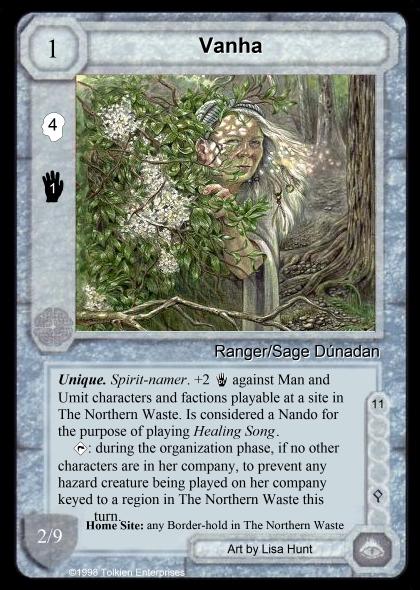 1
Vanha
4
1
Ranger/Sage Dúnadan
Unique. Spirit-namer. +2 against Man and
Umit characters and factions playable at a site in
The Northern Waste. Is considered a Nando for
the purpose of playing Healing Song.
: during the organization phase, if no other
characters are in her company, to prevent any
hazard creature being played on her company
keyed to a region in The Northern Waste this
turn.
Home Site: any Border-hold in The Northern Waste
11
2/9
Art by Lisa Hunt
©1998 Tolkien Enterprises